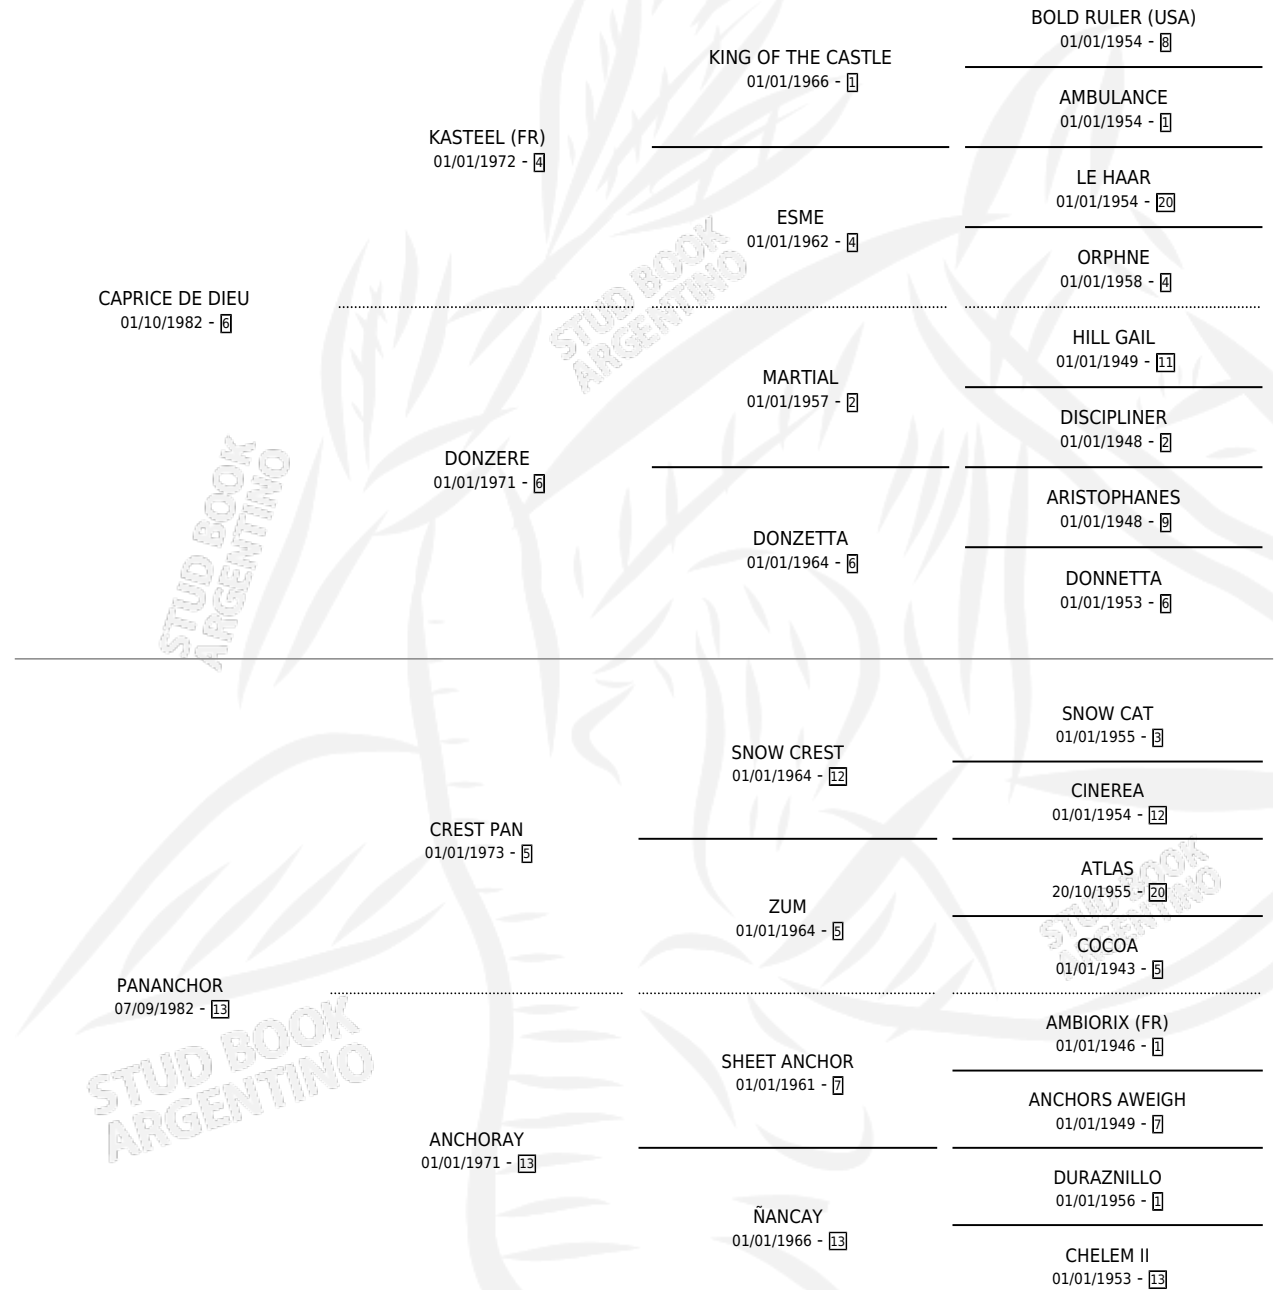 BOLD RULER (USA)
01/01/1954 - 8
KING OF THE CASTLE
01/01/1966 - 1
AMBULANCE
01/01/1954 - 1
KASTEEL (FR)
01/01/1972 - 4
LE HAAR
01/01/1954 - 20
ESME
01/01/1962 - 4
ORPHNE
01/01/1958 - 4
CAPRICE DE DIEU
01/10/1982 - 6
HILL GAIL
01/01/1949 - 11
MARTIAL
01/01/1957 - 2
DISCIPLINER
01/01/1948 - 2
DONZERE
01/01/1971 - 6
ARISTOPHANES
01/01/1948 - 9
DONZETTA
01/01/1964 - 6
DONNETTA
01/01/1953 - 6
SNOW CAT
01/01/1955 - 3
SNOW CREST
01/01/1964 - 12
CINEREA
01/01/1954 - 12
CREST PAN
01/01/1973 - 5
ATLAS
20/10/1955 - 20
ZUM
01/01/1964 - 5
COCOA
01/01/1943 - 5
PANANCHOR
07/09/1982 - 13
AMBIORIX (FR)
01/01/1946 - 1
SHEET ANCHOR
01/01/1961 - 7
ANCHORS AWEIGH
01/01/1949 - 7
ANCHORAY
01/01/1971 - 13
DURAZNILLO
01/01/1956 - 1
ÑANCAY
01/01/1966 - 13
CHELEM II
01/01/1953 - 13
STUD BOOK
ARGENTINO
STUD BOOK
ARGENTINO
STUD BOOK
ARGENTINO
STUD BOOK
ARGENTINO